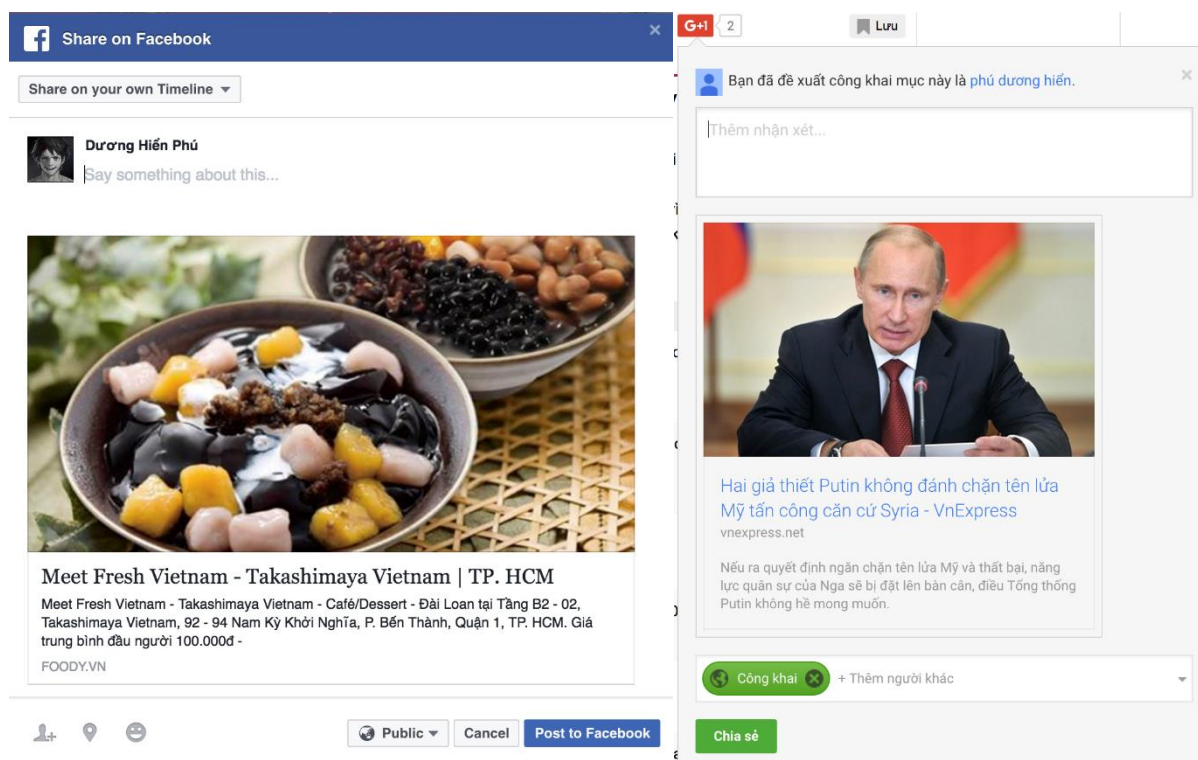 Share on Facebook
Share on your own Timeline
Dương Hiển Phú
Say something about this...
Meet Fresh Vietnam - Takashimaya Vietnam | TP. HCM
Meet Fresh Vietnam - Takashimaya Vietnam - Café/Dessert - Đài Loan tại Tầng B2 - 02,
Takashimaya Vietnam, 92 - 94 Nam Kỳ Khởi Nghĩa, P. Bến Thành, Quận 1, TP. HCM. Giá
trung bình đầu người 100.000đ -
FOODY.VN
Public
Cancel
Post to Facebook
G+1
2
Lưu
Bạn đã đề xuất công khai mục này là phú dương hiển.
Thêm nhận xét...
Hai giả thiết Putin không đánh chặn tên lửa
Mỹ tấn công căn cứ Syria - VnExpress
vnexpress.net
Nếu ra quyết định ngăn chặn tên lửa Mỹ và thất bại, năng
lực quân sự của Nga sẽ bị đặt lên bàn cân, điều Tổng thống
Putin không hề mong muốn.
Công khai
+ Thêm người khác
Chia sẻ